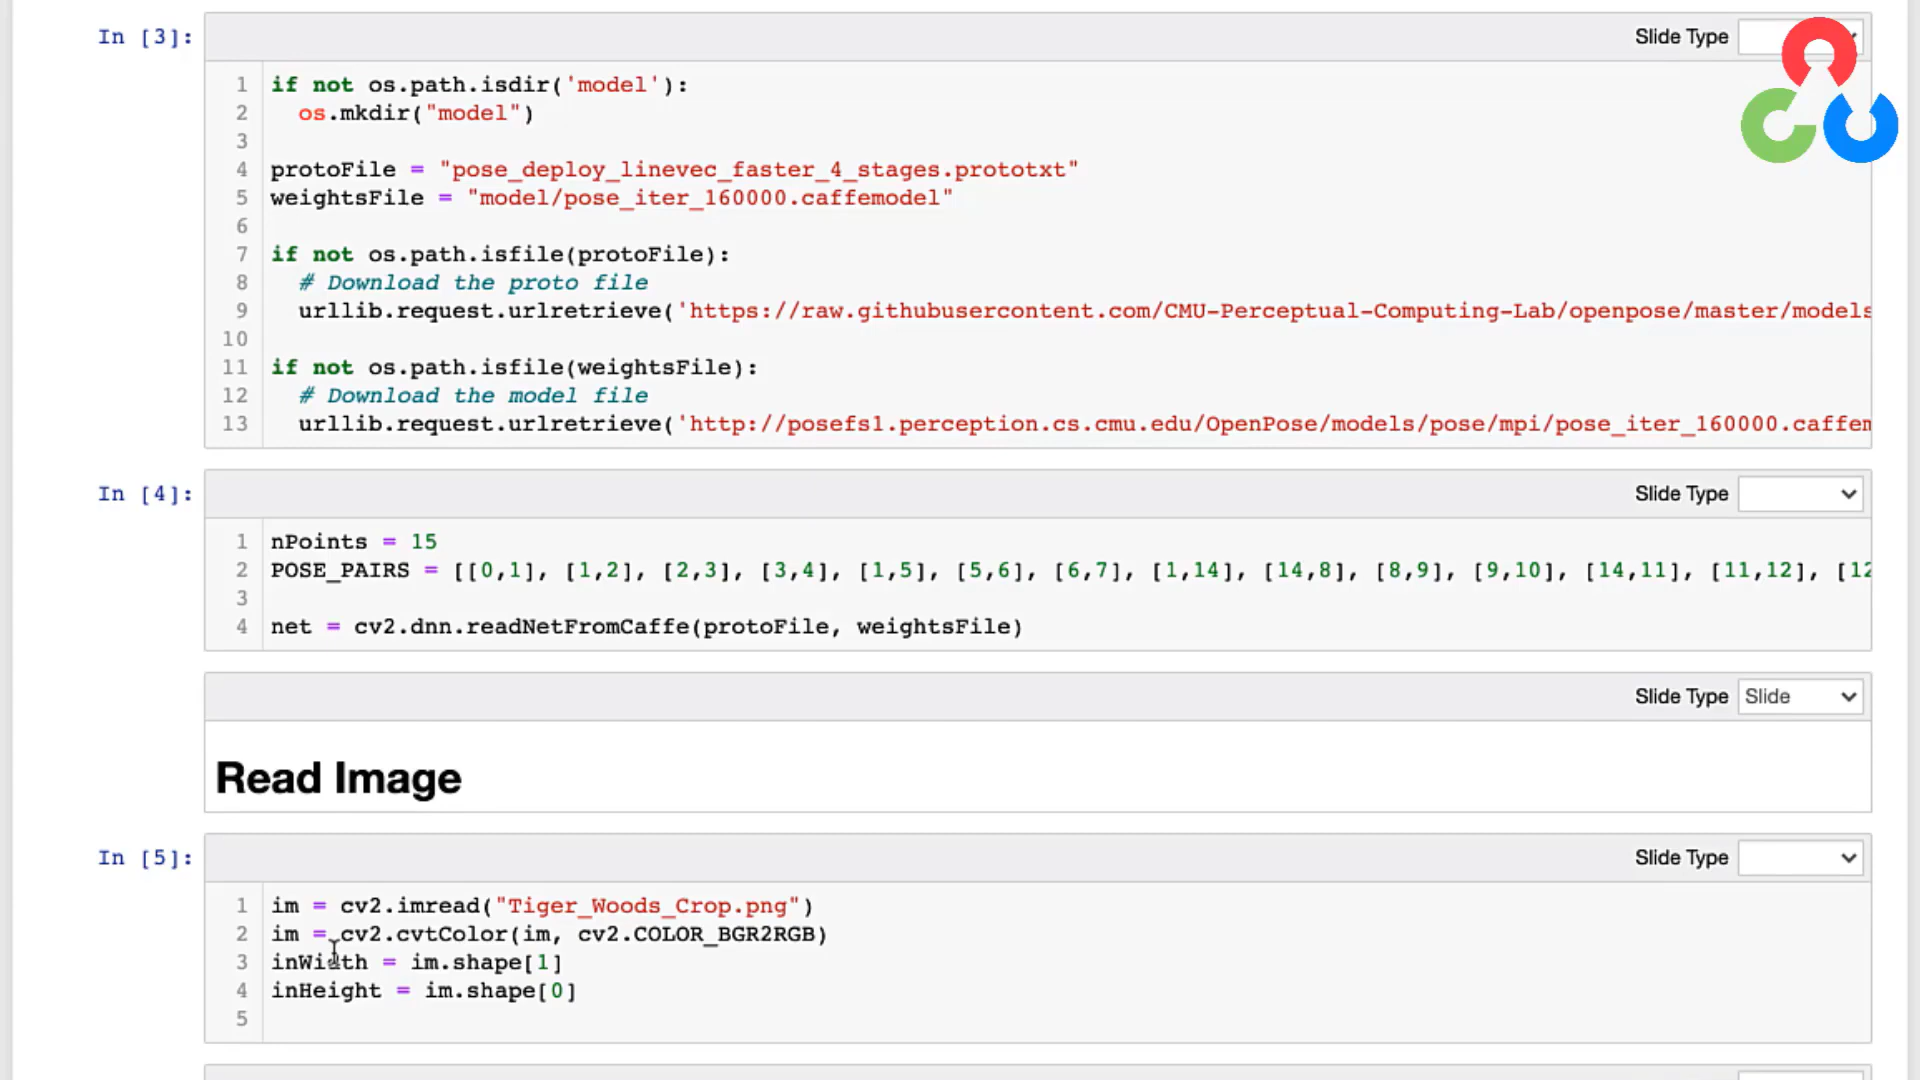 In [3]:
Slide Type
1 if not os.path.isdir('model'):
2 os.mkdir("model")
3
4 protoFile = "pose_deploy_linevec_faster_4_stages.prototxt"
5 weightsFile = "model/pose_iter_160000.caffemodel"
6
7 if not os.path.isfile(protoFile):
8 # Download the proto file
9 urllib.request.urlretrieve('https://raw.githubusercontent.com/CMU-Perceptual-Computing-Lab/openpose/master/models
10
11 if not os.path.isfile(weightsFile):
12 # Download the model file
13 urllib.request.urlretrieve('http://posefs1.perception.cs.cmu.edu/OpenPose/models/pose/mpi/pose_iter_160000.caffem
In [4]:
Slide Type
1 nPoints = 15
2 POSE_PAIRS = [[0,1], [1,2], [2,3], [3,4], [1,5], [5,6], [6,7], [1,14], [14,8], [8,9], [9,10], [14,11], [11,12], [12
3
4 net = cv2.dnn.readNetFromCaffe(protoFile, weightsFile)
Slide Type Slide
Read Image
In [5]:
Slide Type
1 im = cv2.imread("Tiger_Woods_Crop.png")
2 im = cv2.cvtColor(im, cv2.COLOR_BGR2RGB)
3 inWidth = im.shape[1]
4 inHeight = im.shape[0]
5